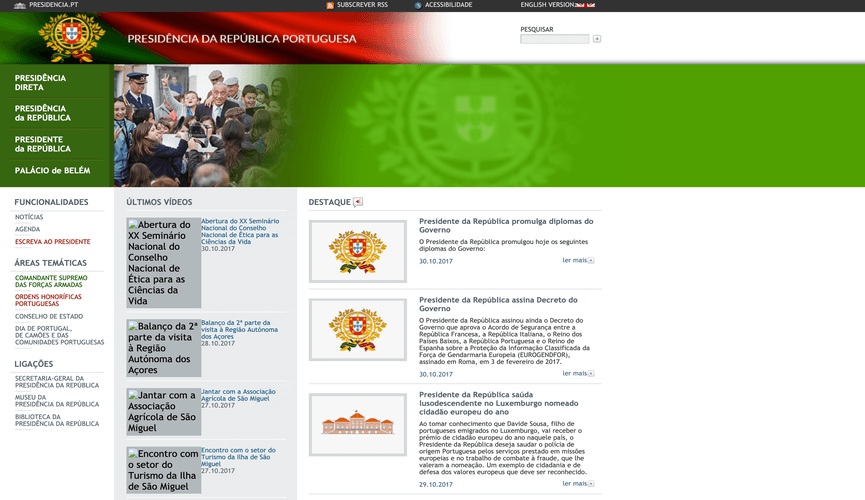 PRESIDENCIA.PT
SUBSCREVER RSS
ACESSIBILIDADE
ENGLISH VERSION
PRESIDÊNCIA DA REPÚBLICA PORTUGUESA
PESQUISAR
PRESIDÊNCIA
DIRETA
PRESIDÊNCIA
da REPÚBLICA
PRESIDENTE
da REPÚBLICA
PALÁCIO de BELÉM
FUNCIONALIDADES
NOTÍCIAS
AGENDA
ESCREVA AO PRESIDENTE
ÁREAS TEMÁTICAS
COMANDANTE SUPREMO
DAS FORÇAS ARMADAS
ORDENS HONORÍFICAS
PORTUGUESAS
CONSELHO DE ESTADO
DIA DE PORTUGAL,
DE CAMÕES E DAS
COMUNIDADES PORTUGUESAS
LIGAÇÕES
SECRETARIA-GERAL DA
PRESIDÊNCIA DA REPÚBLICA
MUSEU DA
PRESIDÊNCIA DA REPÚBLICA
BIBLIOTECA DA
PRESIDÊNCIA DA REPÚBLICA
ÚLTIMOS VÍDEOS
Abertura do
XX Seminário
Nacional do
Conselho
Nacional de
Ética para as
Ciências da
Vida
Abertura do XX Seminário
Nacional do Conselho
Nacional de Ética para as
Ciências da Vida
30.10.2017
Balanço da 2ª
parte da visita
à Região
Autónoma
dos Açores
Balanço da 2ª parte da
visita à Região Autónoma
dos Açores
28.10.2017
Jantar com a
Associação
Agrícola de São
Miguel
Jantar com a Associação
Agrícola de São Miguel
27.10.2017
Encontro com
o setor do
Turismo da Ilha
de São Miguel
Encontro com o setor do
Turismo da Ilha de São
Miguel
27.10.2017
DESTAQUE
Presidente da República promulga diplomas do
Governo
O Presidente da República promulgou hoje os seguintes
diplomas do Governo:
30.10.2017
ler mais
Presidente da República assina Decreto do
Governo
O Presidente da República assinou ainda o Decreto do
Governo que aprova o Acordo de Segurança entre a
República Francesa, a República Italiana, o Reino dos
Países Baixos, a República Portuguesa e o Reino de
Espanha sobre a Proteção da Informação Classificada da
Força de Gendarmaria Europeia (EUROGENDFOR),
assinado em Roma, em 3 de fevereiro de 2017.
30.10.2017
ler mais
Presidente da República saúda
lusodescendente no Luxemburgo nomeado
cidadão europeu do ano
Ao tomar conhecimento que Davide Sousa, filho de
portugueses emigrados no Luxemburgo, vai receber o
prémio de cidadão europeu do ano naquele país, o
Presidente da República deseja saudar o polícia de
origem Portuguesa pelos serviços prestado em missões
europeias e no trabalho de combate à fraude, que lhe
valeram a nomeação. Um exemplo de cidadania e de
defesa dos valores europeus que deve ser reconhecido.
29.10.2017
ler mais